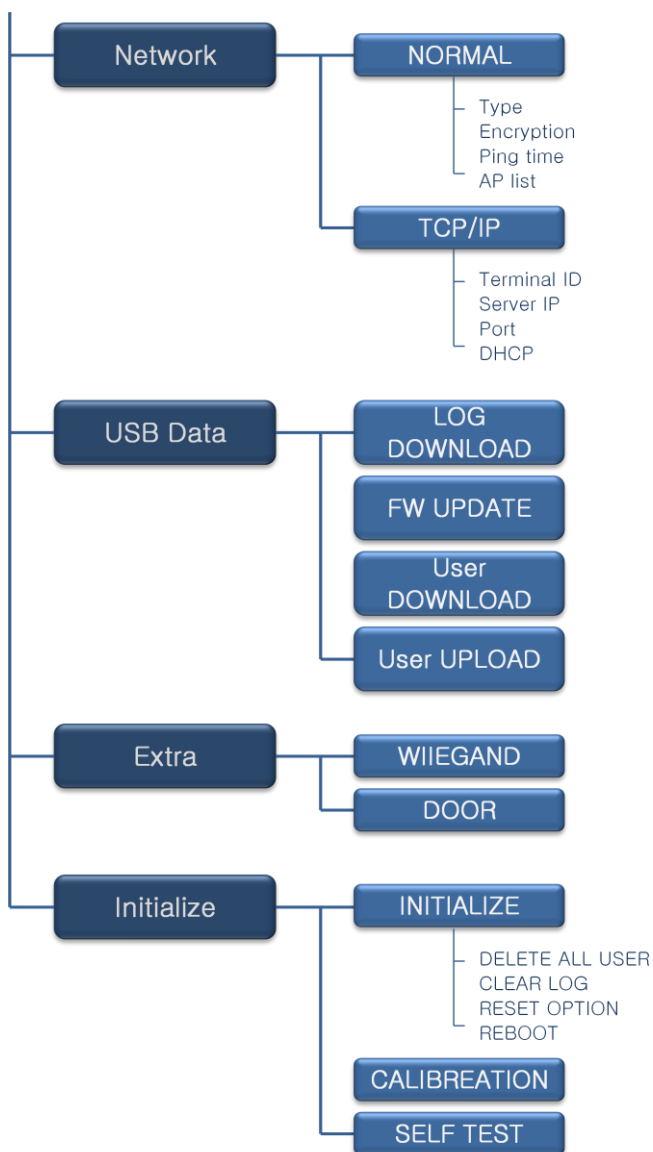 Network
NORMAL
Type
Encryption
Ping time
AP list
TCP/IP
Terminal ID
Server IP
Port
DHCP
USB Data
LOG
DOWNLOAD
FW UPDATE
User
DOWNLOAD
User UPLOAD
Extra
WIIEGAND
DOOR
Initialize
INITIALIZE
DELETE ALL USER
CLEAR LOG
RESET OPTION
REBOOT
CALIBREATION
SELF TEST